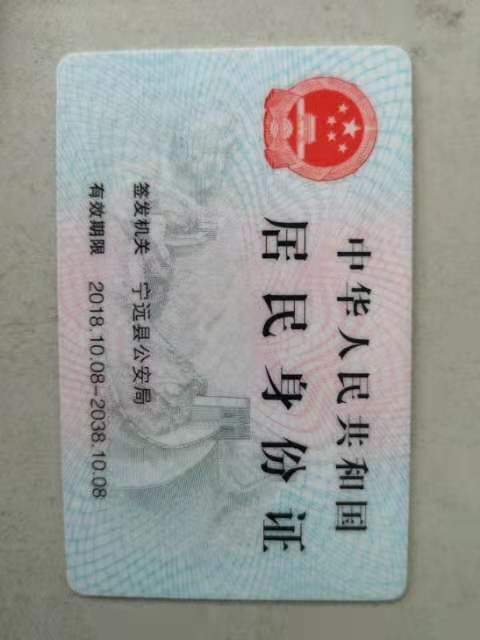 中华人民共和国
居民身份证
签发机关 宁远县公安局
有效期限 2018.10.08-2038.10.08